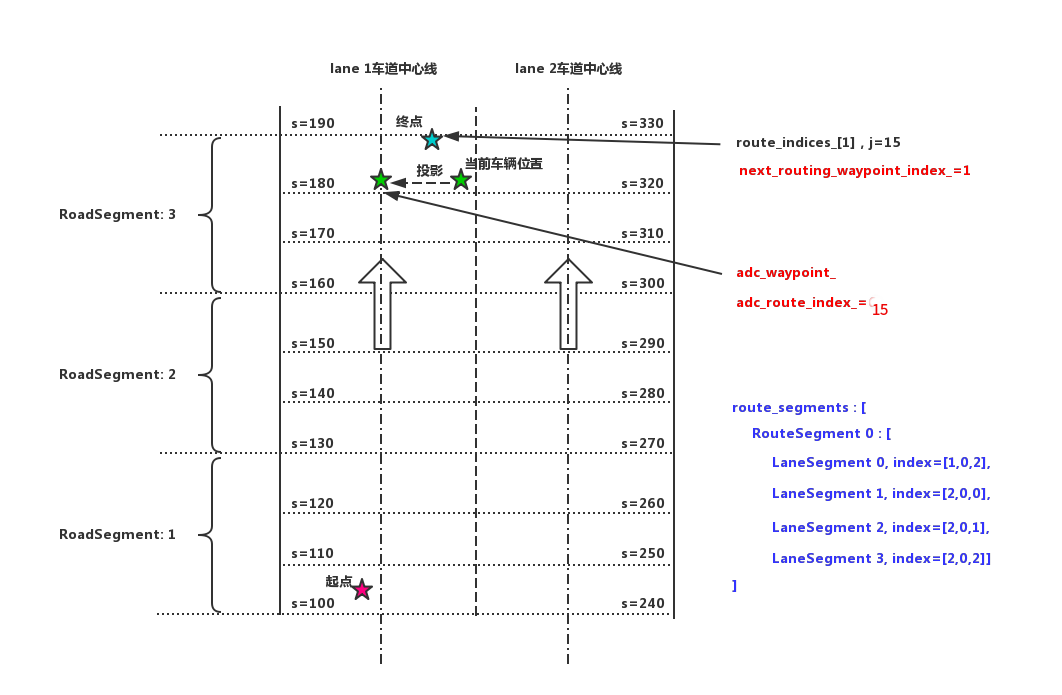 lane 1车道中心线
lane 2车道中心线
终点
s=190
s=330
route_indices_[1] , j=15
投影
当前车辆位置
next_routing_waypoint_index_=1
s=180
s=320
RoadSegment: 3
s=170
s=310
adc_waypoint_
s=160
s=300
adc_route_index_=
15
s=150
s=290
RoadSegment: 2
s=140
s=280
route_segments : [
RouteSegment 0 : [
s=130
s=270
LaneSegment 0, index=[1,0,2],
LaneSegment 1, index=[2,0,0],
s=120
s=260
LaneSegment 2, index=[2,0,1],
RoadSegment: 1
s=110
s=250
LaneSegment 3, index=[2,0,2]]
]
起点
s=100
s=240